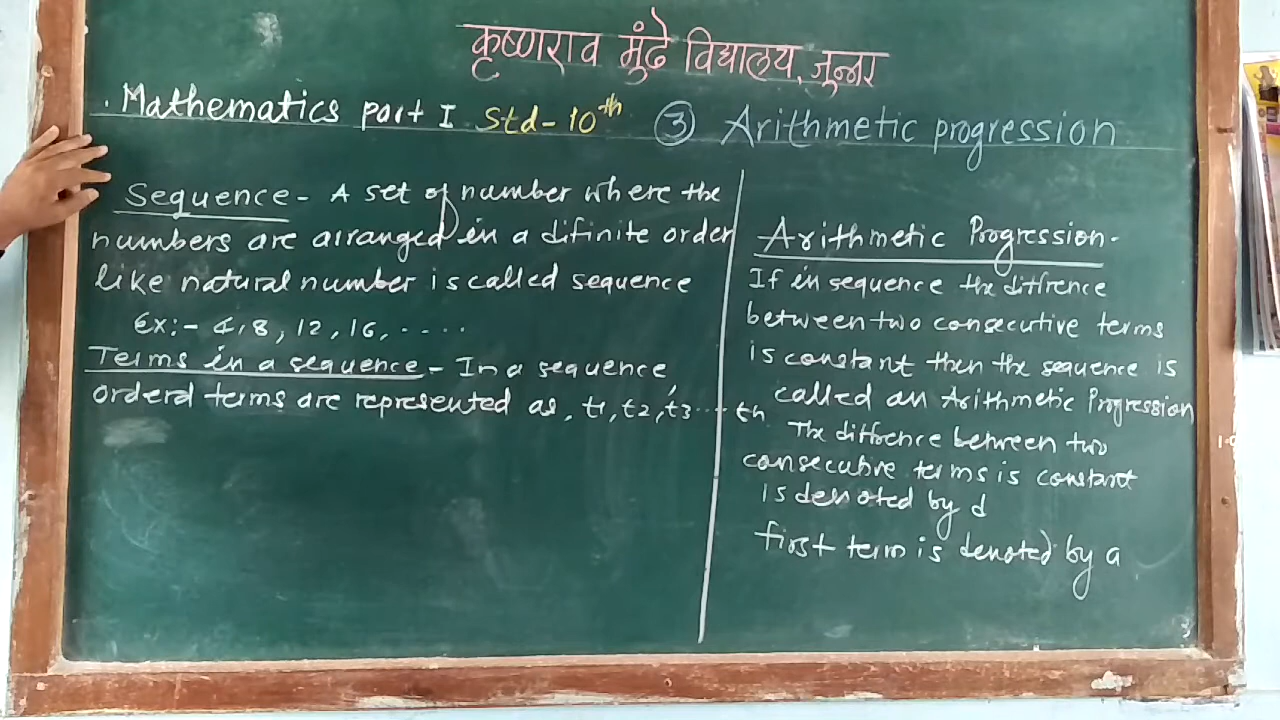 कृष्णराव मुंढे विद्यालय, जुन्नर
. Mathematics part I Std-10th ③ Arithmetic progression
Sequence - A set of number where the
numbers are arranged in a difinite order
like natural number is called sequence
Ex:- 4, 8, 12, 16, .....
Terms in a sequence - In a sequence
orderd terms are represented as, t1, t2, t3 .... tn
Arithmetic Progression -
If in sequence the difirence
between two consecutive terms
is constant then the sequence is
called an Arithmetic Progression
The diffrence between two
consecutive terms is constant
is denoted by d
first term is denoted by a